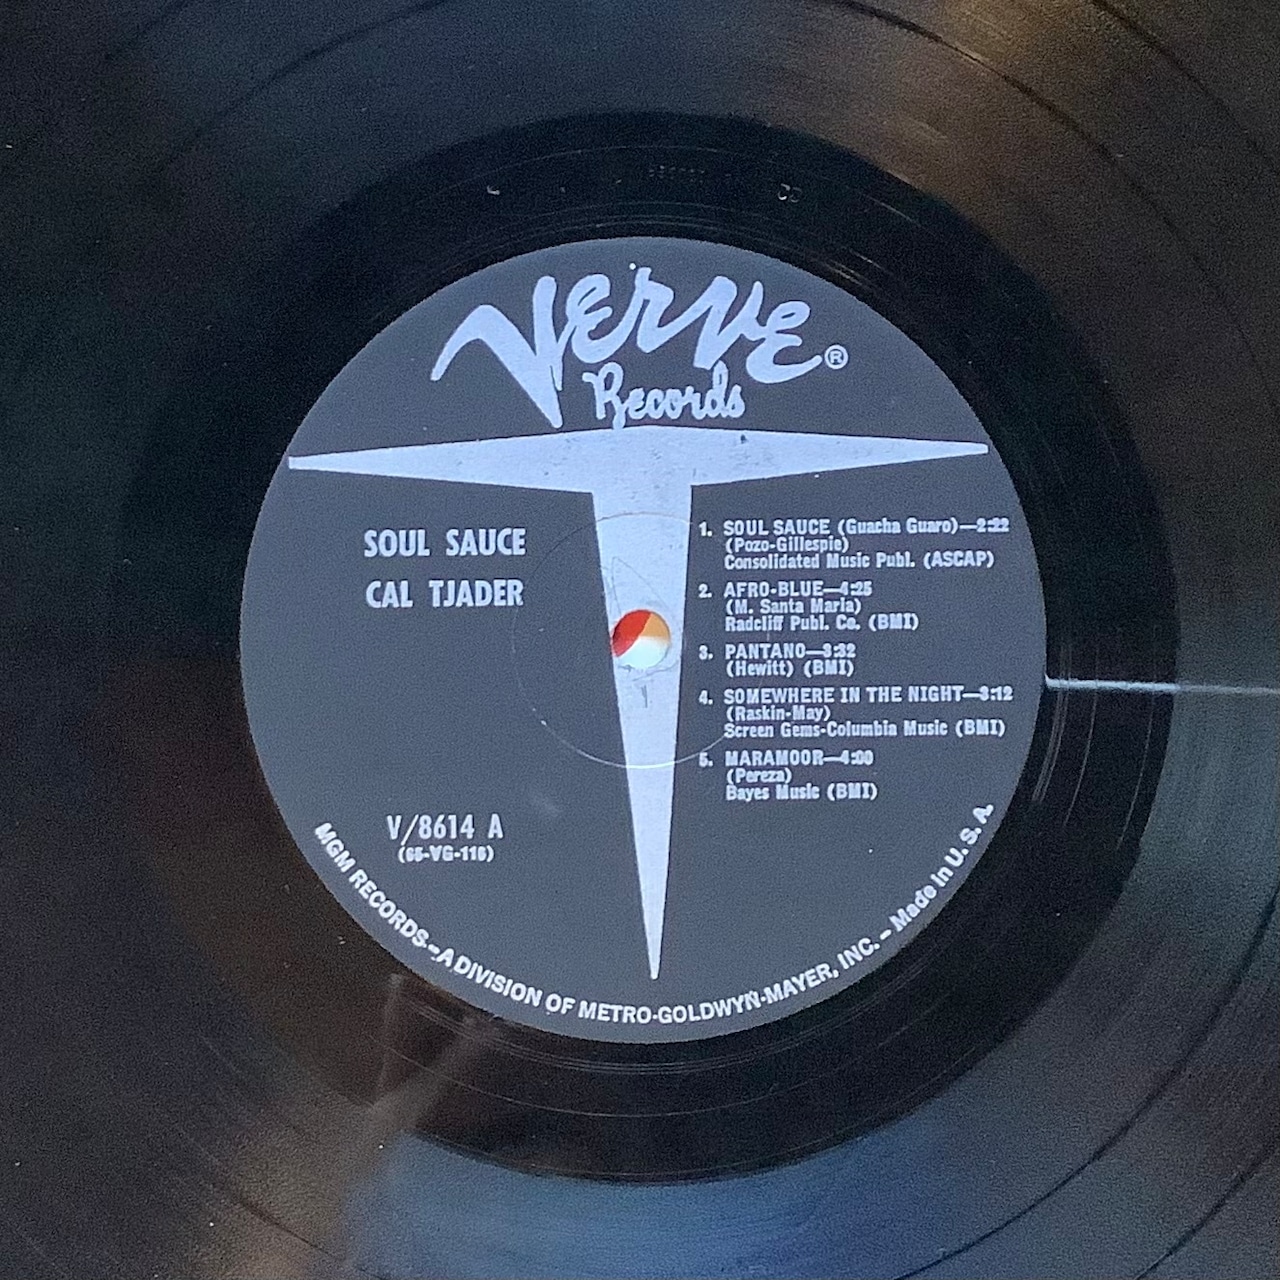 Verve ®
Records
SOUL SAUCE
CAL TJADER
1. SOUL SAUCE (Guacha Guaro)—2:22
(Pozo-Gillespie)
Consolidated Music Publ. (ASCAP)
2. AFRO-BLUE—4:25
(M. Santa Maria)
Radcliff Publ. Co. (BMI)
3. PANTANO—3:32
(Hewitt) (BMI)
4. SOMEWHERE IN THE NIGHT—3:12
(Raskin-May)
Screen Gems-Columbia Music (BMI)
5. MARAMOOR—4:00
(Pereza)
Bayes Music (BMI)
V/8614 A
(65-VG-116)
MGM RECORDS–A DIVISION OF METRO-GOLDWYN-MAYER, INC. – Made in U. S. A.